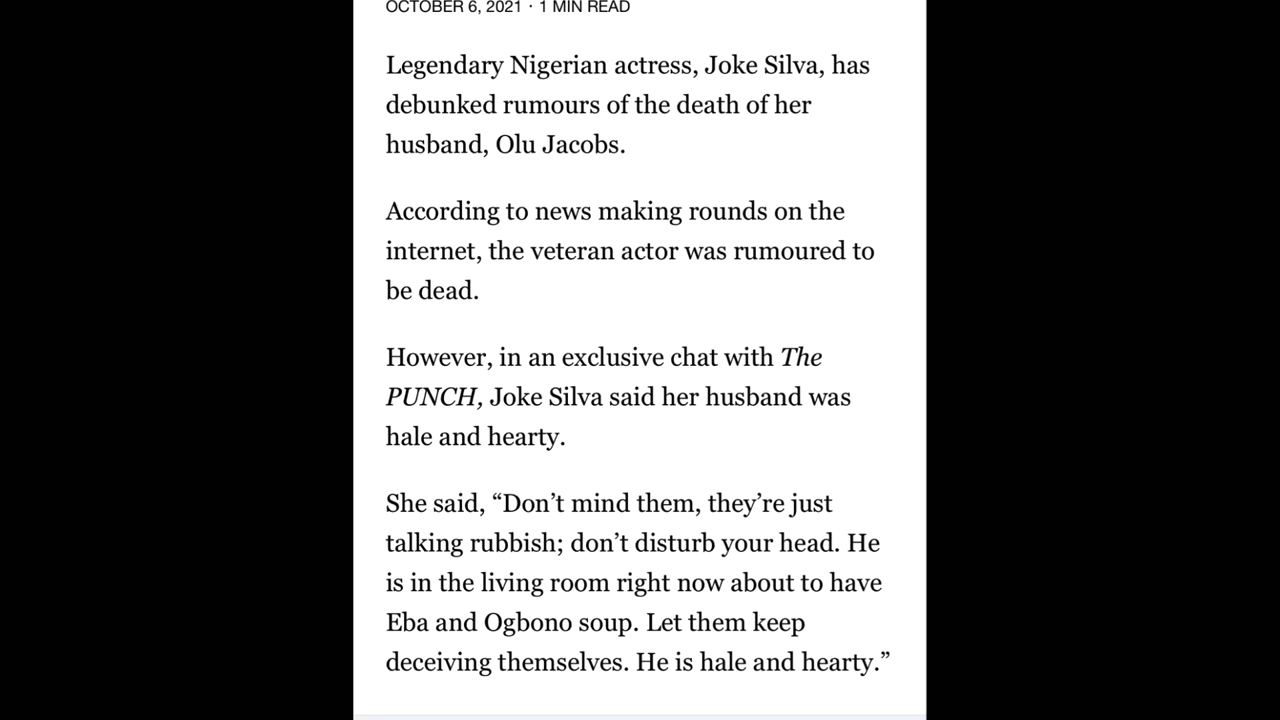 OCTOBER 6, 2021 · 1 MIN READ
Legendary Nigerian actress, Joke Silva, has
debunked rumours of the death of her
husband, Olu Jacobs.
According to news making rounds on the
internet, the veteran actor was rumoured to
be dead.
However, in an exclusive chat with The
PUNCH, Joke Silva said her husband was
hale and hearty.
She said, “Don’t mind them, they’re just
talking rubbish; don’t disturb your head. He
is in the living room right now about to have
Eba and Ogbono soup. Let them keep
deceiving themselves. He is hale and hearty.”